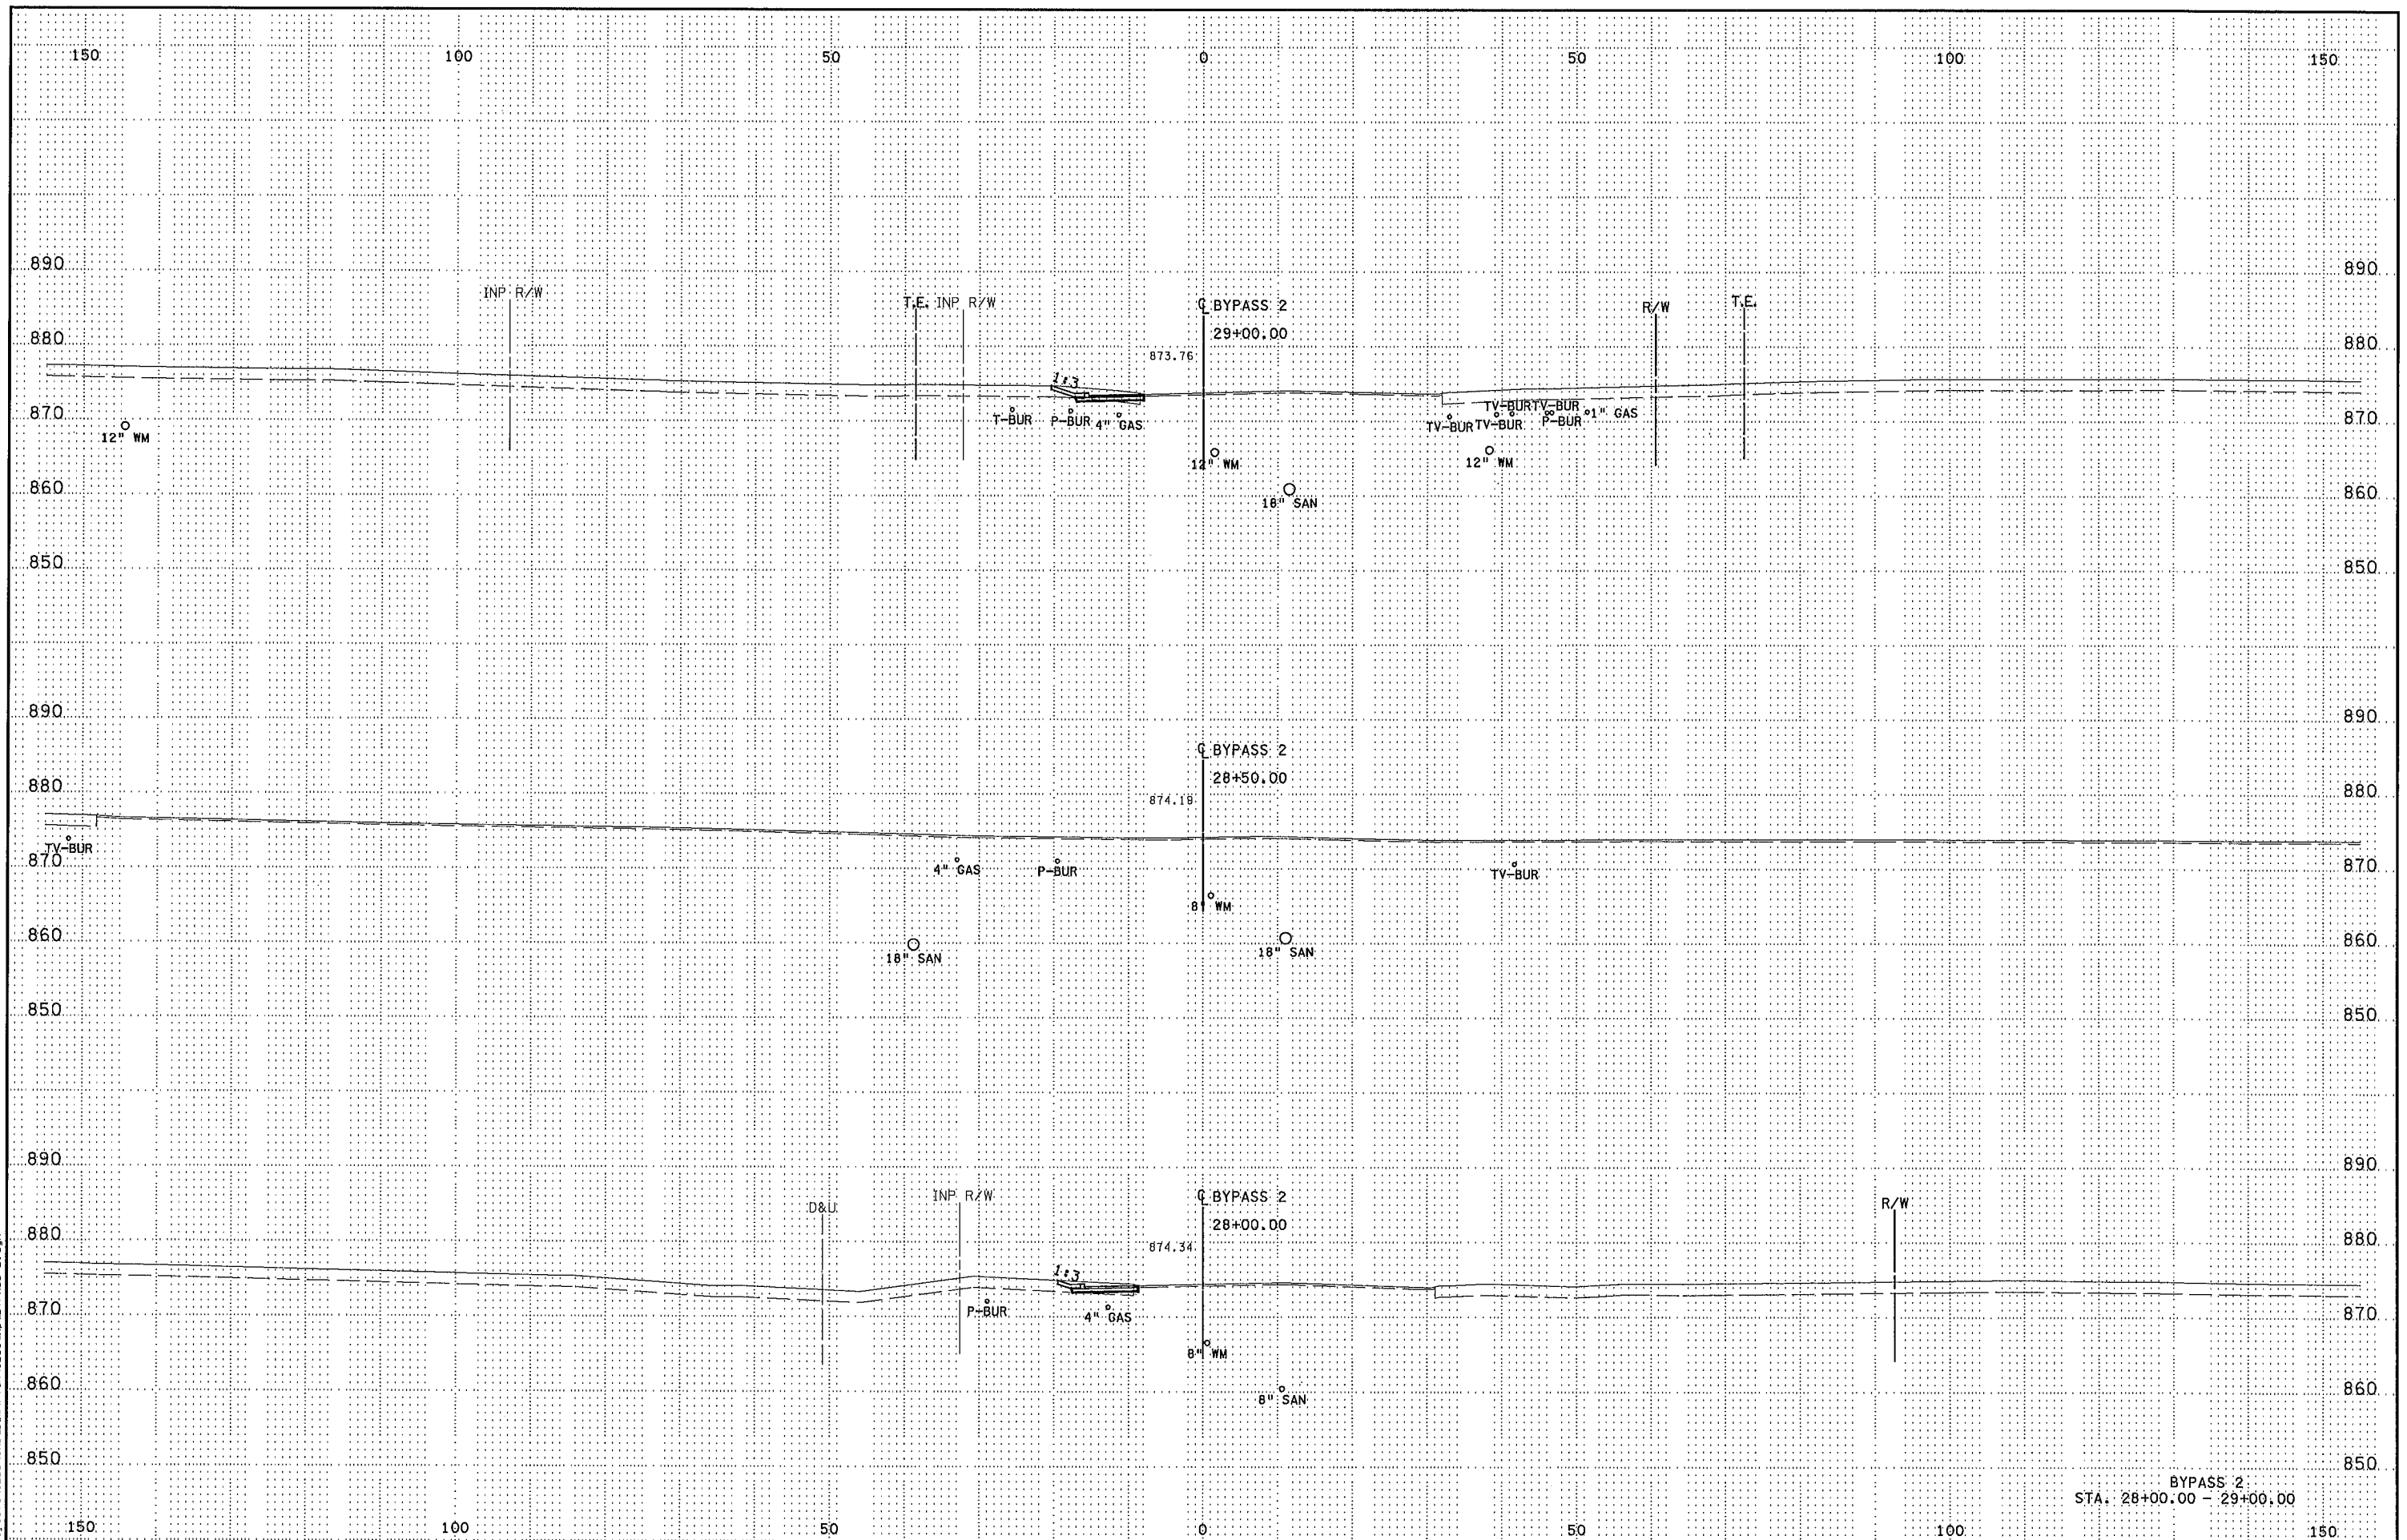 150 100 50 0 50 100 150
890 890
INP R/W T.E. INP R/W ℄ BYPASS 2 R/W T.E.
29+00.00
880 873.76 880
1:3
870 T-BUR P-BUR 4" GAS TV-BUR TV-BUR TV-BUR TV-BUR P-BUR 1" GAS 870
12" WM 12" WM 12" WM
860 18" SAN 860
850 850
890 890
℄ BYPASS 2
28+50.00
880 874.19 880
TV-BUR
870 4" GAS P-BUR TV-BUR 870
8" WM
860 860
18" SAN 18" SAN
850 850
890 890
D&U INP R/W ℄ BYPASS 2 R/W
28+00.00
880 874.34 880
1:3
870 P-BUR 4" GAS 870
8" WM
860 8" SAN 860
850 850
BYPASS 2
STA. 28+00.00 - 29+00.00
150 100 50 0 50 100 150